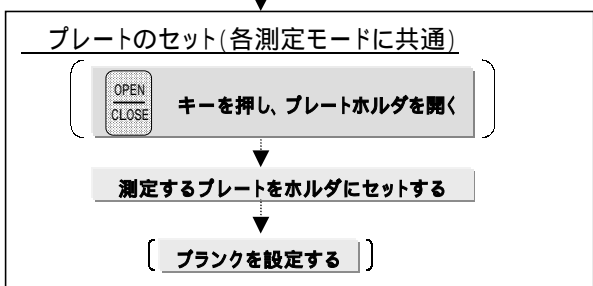 プレートのセット(各測定モードに共通)
OPEN
CLOSE
キーを押し、プレートホルダを開く
測定するプレートをホルダにセットする
ブランクを設定する